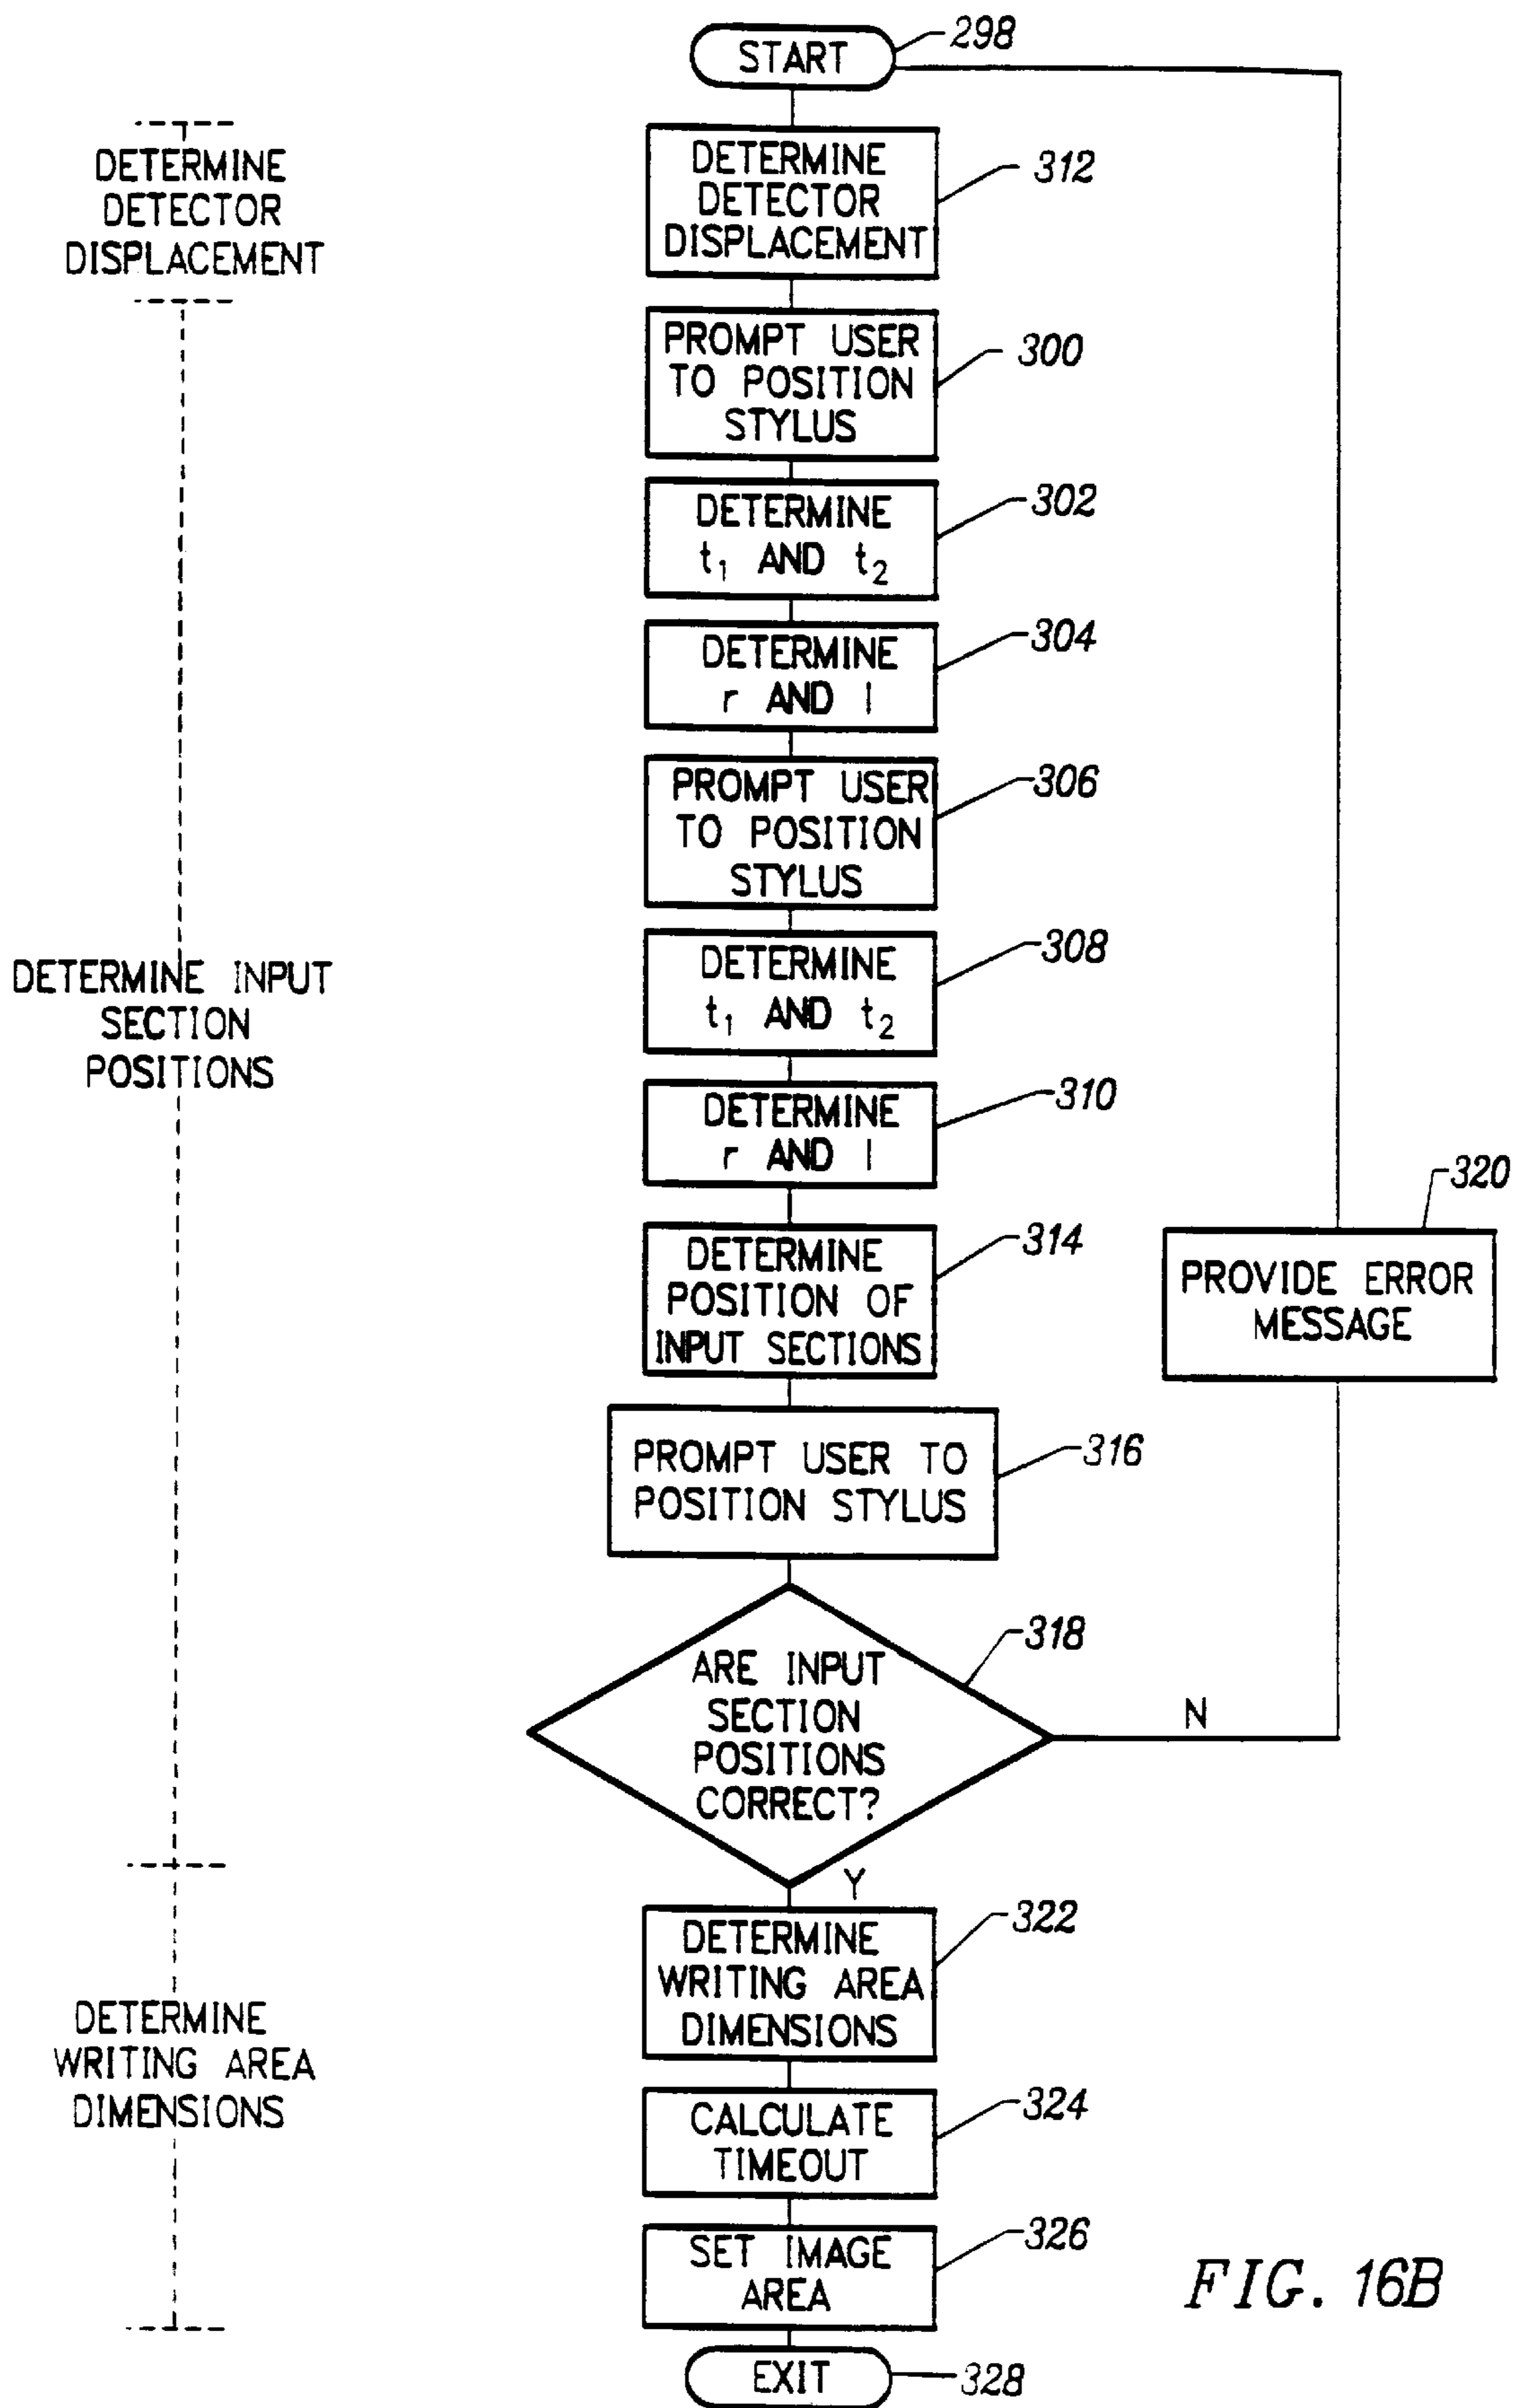 START
298
DETERMINE
DETECTOR
DISPLACEMENT
DETERMINE
DETECTOR
DISPLACEMENT
312
PROMPT USER
TO POSITION
STYLUS
300
DETERMINE
t₁ AND t₂
302
DETERMINE
r AND l
304
PROMPT USER
TO POSITION
STYLUS
306
DETERMINE INPUT
SECTION
POSITIONS
DETERMINE
t₁ AND t₂
308
DETERMINE
r AND l
310
DETERMINE
POSITION OF
INPUT SECTIONS
314
PROVIDE ERROR
MESSAGE
320
PROMPT USER TO
POSITION STYLUS
316
ARE INPUT
SECTION
POSITIONS
CORRECT?
318
N
Y
DETERMINE
WRITING AREA
DIMENSIONS
DETERMINE
WRITING AREA
DIMENSIONS
322
CALCULATE
TIMEOUT
324
SET IMAGE
AREA
326
EXIT
328
FIG. 16B